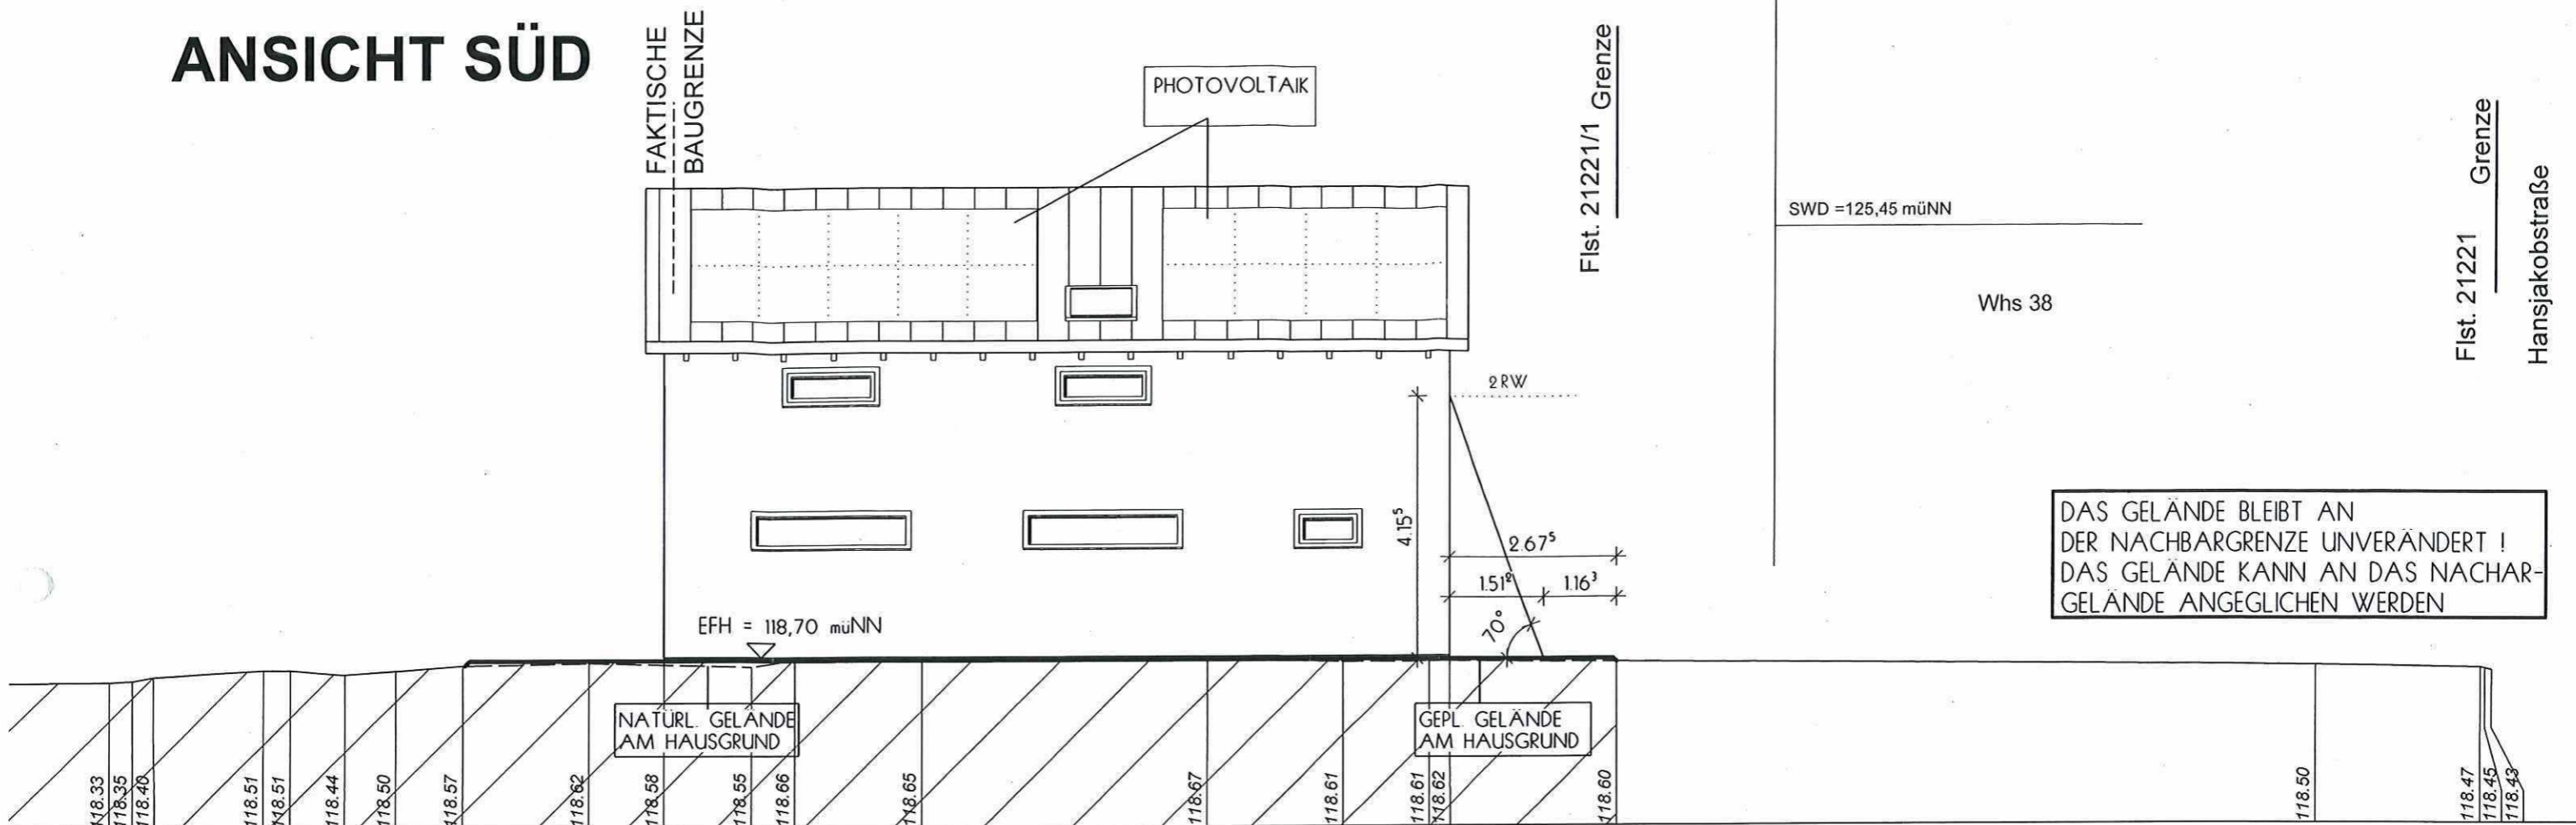 ANSICHT SÜD
FAKTISCHE
BAUGRENZE
PHOTOVOLTAIK
Flst. 21221/1 Grenze
SWD =125,45 müNN
Whs 38
Flst. 21221 Grenze
Hansjakobstraße
2RW
4.15⁵
2.67⁵
1.51²
1.16³
70°
DAS GELÄNDE BLEIBT AN
DER NACHBARGRENZE UNVERÄNDERT !
DAS GELÄNDE KANN AN DAS NACHAR-
GELÄNDE ANGEGLICHEN WERDEN
EFH = 118,70 müNN
NATÜRL. GELÄNDE
AM HAUSGRUND
GEPL. GELÄNDE
AM HAUSGRUND
118.33
118.35
118.40
118.51
118.51
118.44
118.50
118.57
118.62
118.58
118.55
118.66
118.65
118.67
118.61
118.61
118.62
118.60
118.50
118.47
118.45
118.43